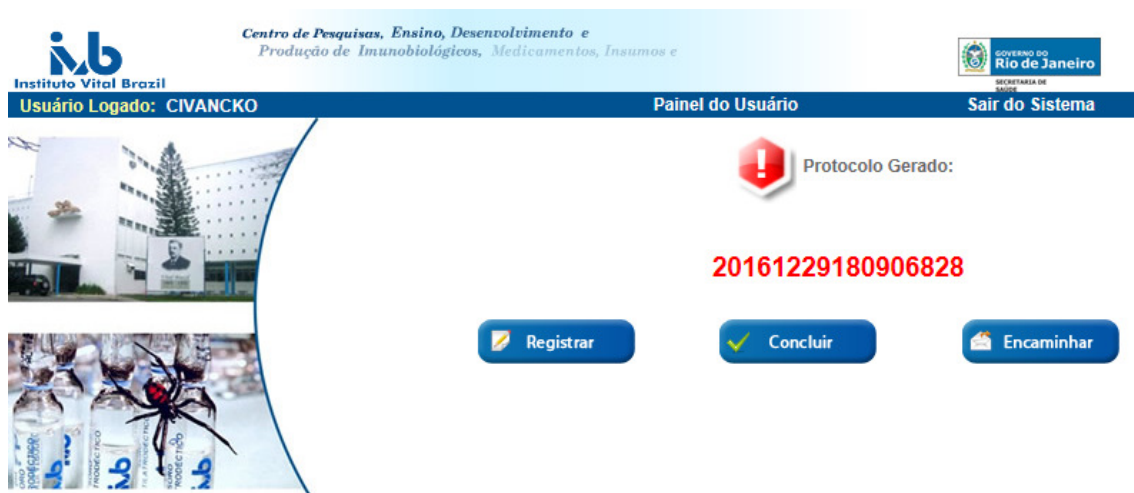 Centro de Pesquisas, Ensino, Desenvolvimento e
Produção de Imunobiológicos, Medicamentos, Insumos e
Instituto Vital Brazil
GOVERNO DO
Rio de Janeiro
SECRETARIA DE
SAÚDE
Usuário Logado: CIVANCKO
Painel do Usuário
Sair do Sistema
Protocolo Gerado:
20161229180906828
Registrar
Concluir
Encaminhar